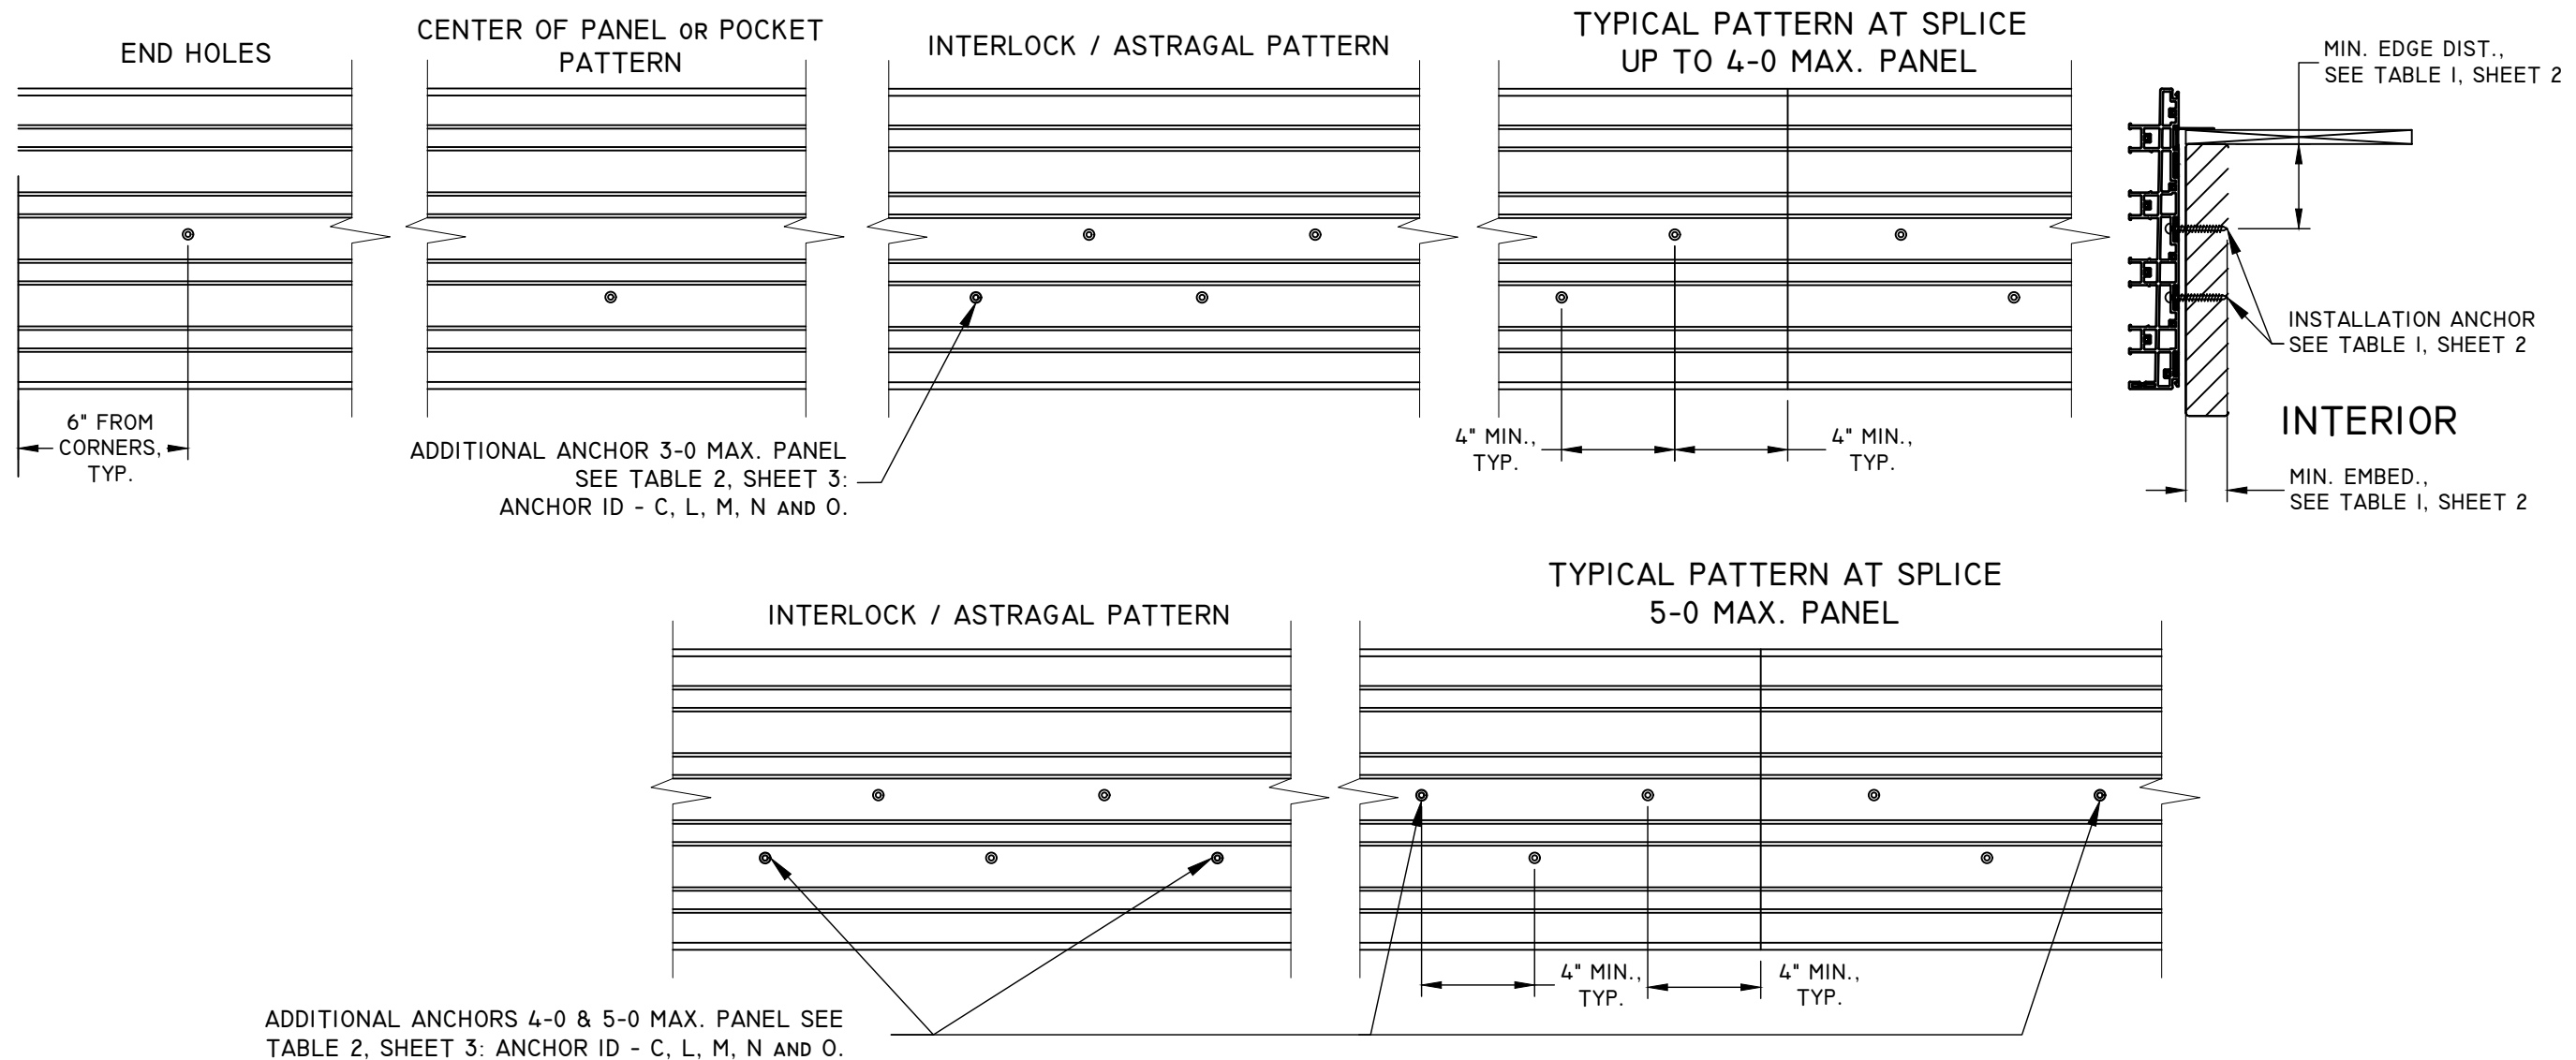 END HOLES
CENTER OF PANEL OR POCKET
PATTERN
INTERLOCK / ASTRAGAL PATTERN
TYPICAL PATTERN AT SPLICE
UP TO 4-0 MAX. PANEL
MIN. EDGE DIST.,
SEE TABLE 1, SHEET 2
6" FROM
CORNERS,
TYP.
ADDITIONAL ANCHOR 3-0 MAX. PANEL
SEE TABLE 2, SHEET 3:
ANCHOR ID - C, L, M, N AND O.
4" MIN.,
TYP.
4" MIN.,
TYP.
INSTALLATION ANCHOR
SEE TABLE 1, SHEET 2
INTERIOR
MIN. EMBED.,
SEE TABLE 1, SHEET 2
INTERLOCK / ASTRAGAL PATTERN
TYPICAL PATTERN AT SPLICE
5-0 MAX. PANEL
4" MIN.,
TYP.
4" MIN.,
TYP.
ADDITIONAL ANCHORS 4-0 & 5-0 MAX. PANEL SEE
TABLE 2, SHEET 3: ANCHOR ID - C, L, M, N AND O.